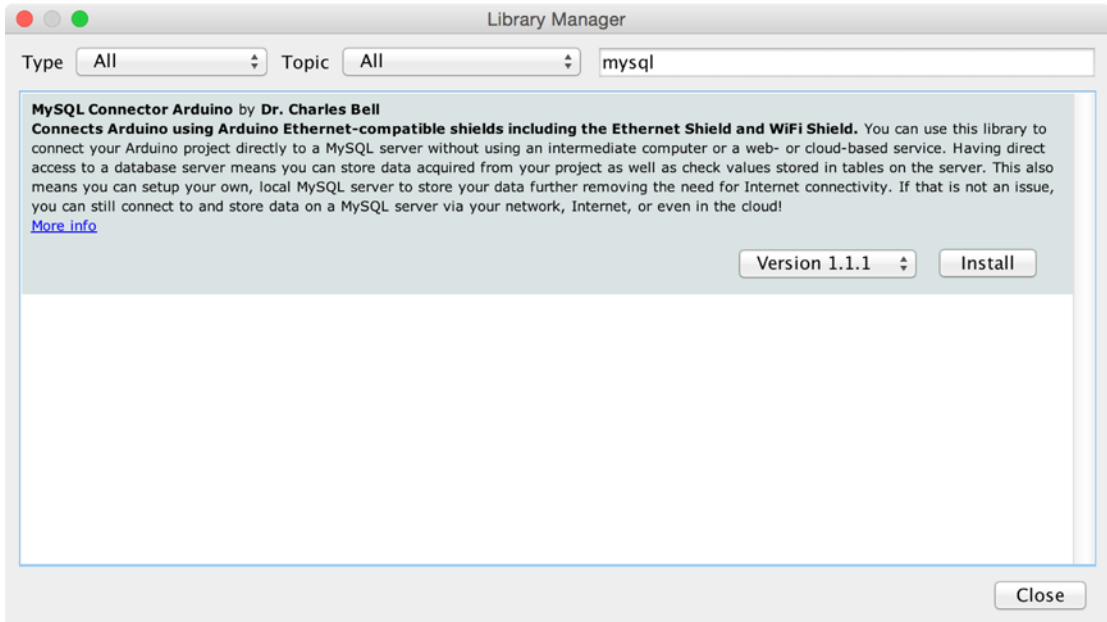 Library Manager
Type All Topic All mysql
MySQL Connector Arduino by Dr. Charles Bell
Connects Arduino using Arduino Ethernet-compatible shields including the Ethernet Shield and WiFi Shield. You can use this library to
connect your Arduino project directly to a MySQL server without using an intermediate computer or a web- or cloud-based service. Having direct
access to a database server means you can store data acquired from your project as well as check values stored in tables on the server. This also
means you can setup your own, local MySQL server to store your data further removing the need for Internet connectivity. If that is not an issue,
you can still connect to and store data on a MySQL server via your network, Internet, or even in the cloud!
More info
Version 1.1.1 Install
Close